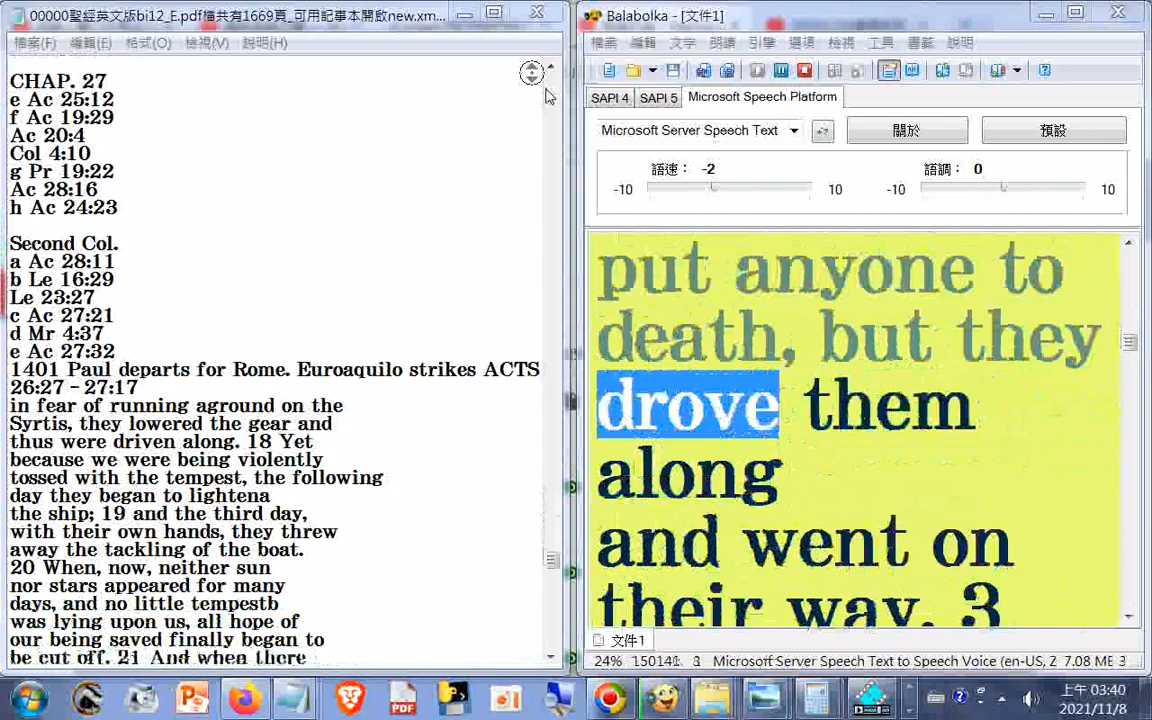 00000聖經英文版bi12_E.pdf檔共有1669頁_可用記事本開啟new.xm...
檔案(F) 編輯(E) 格式(O) 檢視(V) 說明(H)
CHAP. 27
e Ac 25:12
f Ac 19:29
Ac 20:4
Col 4:10
g Pr 19:22
Ac 28:16
h Ac 24:23
Second Col.
a Ac 28:11
b Le 16:29
Le 23:27
c Ac 27:21
d Mr 4:37
e Ac 27:32
1401 Paul departs for Rome. Euroaquilo strikes ACTS
26:27 - 27:17
in fear of running aground on the
Syrtis, they lowered the gear and
thus were driven along. 18 Yet
because we were being violently
tossed with the tempest, the following
day they began to lightena
the ship; 19 and the third day,
with their own hands, they threw
away the tackling of the boat.
20 When, now, neither sun
nor stars appeared for many
days, and no little tempestb
was lying upon us, all hope of
our being saved finally began to
be cut off. 21 And when there
Balabolka - [文件1]
檔案 編輯 文字 朗讀 引擎 選項 檢視 工具 書籤 說明
SAPI 4 SAPI 5 Microsoft Speech Platform
Microsoft Server Speech Text 關於 預設
語速： -2 語調： 0
-10 10 -10 10
put anyone to
death, but they
drove them
along
and went on
their way. 3
文件1
24% 150141: 3 Microsoft Server Speech Text to Speech Voice (en-US, Z 7.08 ME 3
PDF
上午 03:40
2021/11/8